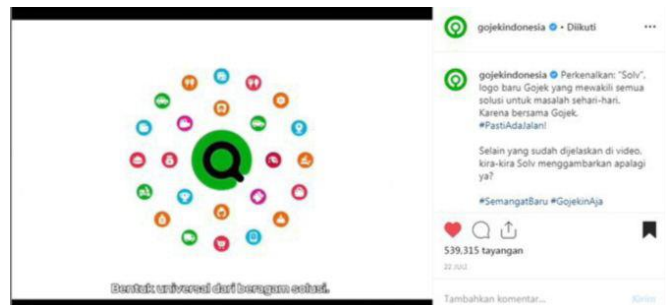 gojekindonesia • Diikuti
gojekindonesia Perkenalkan: "Solv",
logo baru Gojek yang mewakili semua
solusi untuk masalah sehari-hari.
Karena bersama Gojek,
#PastiAdaJalan!
Selain yang sudah dijelaskan di video,
kira-kira Solv menggambarkan apalagi
ya?
#SemangatBaru #GojekinAja
539,315 tayangan
22 JULI
Tambahkan komentar...
Kirim
Bentuk universal dari beragam solusi.